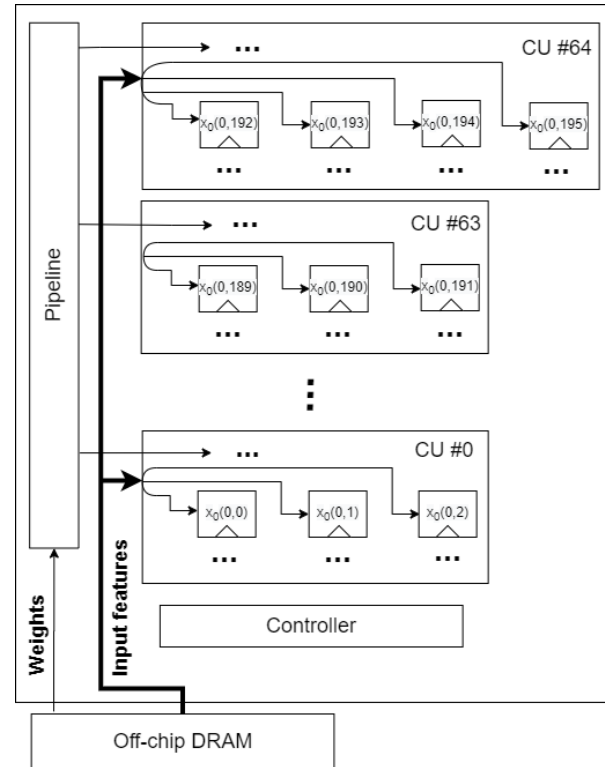 CU #64
...
x0(0,192) x0(0,193) x0(0,194) x0(0,195)
... ... ... ...
CU #63
...
x0(0,189) x0(0,190) x0(0,191)
... ... ...
Pipeline
...
CU #0
...
x0(0,0) x0(0,1) x0(0,2)
... ... ...
Weights
Input features
Controller
Off-chip DRAM